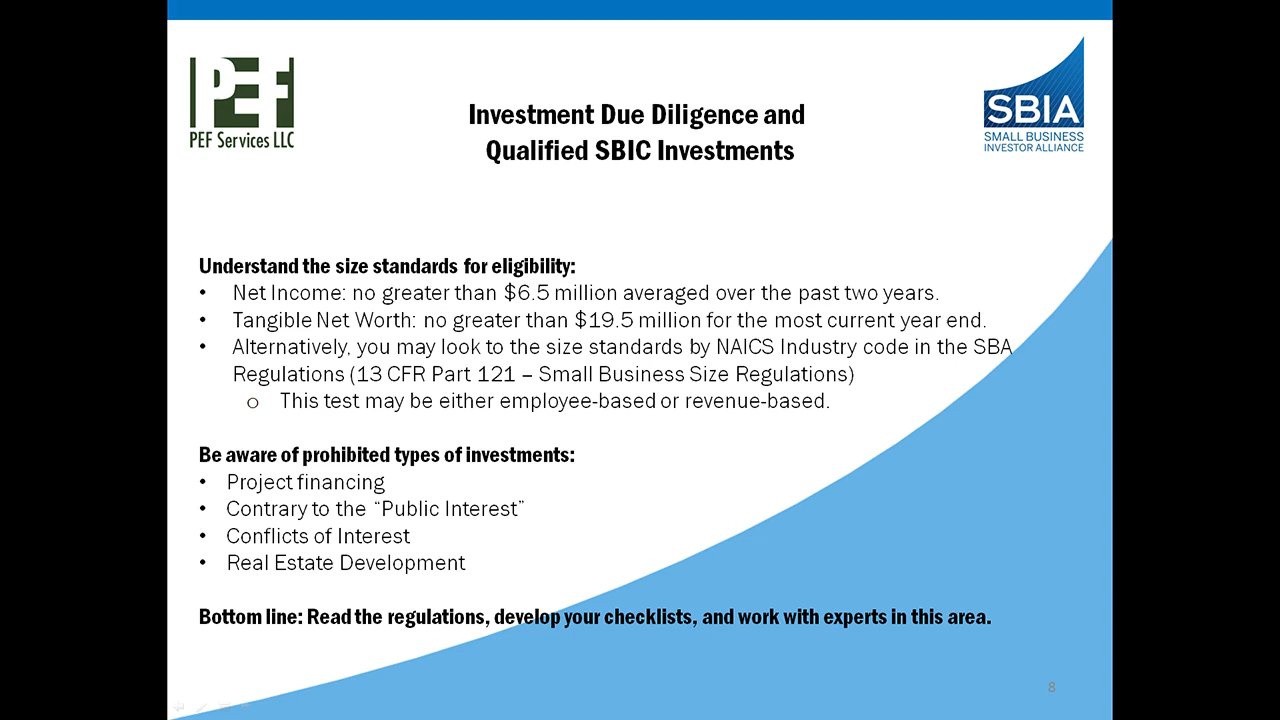 PEF
PEF Services LLC
Investment Due Diligence and
Qualified SBIC Investments
SBIA
SMALL BUSINESS
INVESTOR ALLIANCE
Understand the size standards for eligibility:
• Net Income: no greater than $6.5 million averaged over the past two years.
• Tangible Net Worth: no greater than $19.5 million for the most current year end.
• Alternatively, you may look to the size standards by NAICS Industry code in the SBA
Regulations (13 CFR Part 121 – Small Business Size Regulations)
o This test may be either employee-based or revenue-based.
Be aware of prohibited types of investments:
• Project financing
• Contrary to the “Public Interest”
• Conflicts of Interest
• Real Estate Development
Bottom line: Read the regulations, develop your checklists, and work with experts in this area.
8